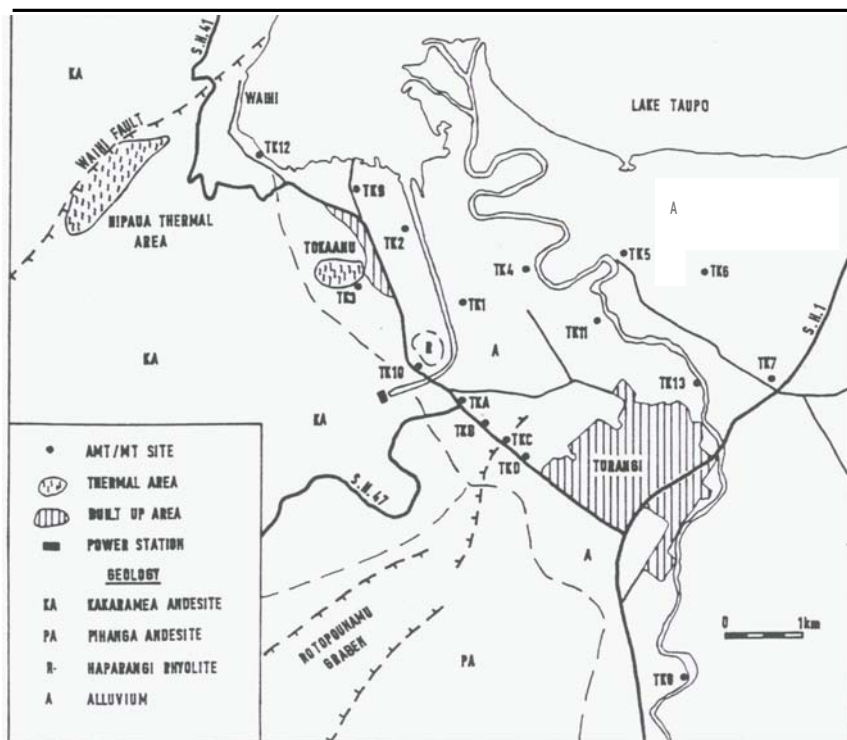 S.H.41
KA
WAIHI
LAKE TAUPO
WAIHI FAULT
TK12
TK9
A
HIPAUA THERMAL
AREA
TOKAANU
TK2
TK5
TK4
TK6
TK3
TK1
S.H.1
TK11
R
A
KA
TK10
TK7
TK13
TKA
KA
TKB
TKC
TKD
TURANGI
S.H.47
A
ROTOPOUNAMU
GRABEN
PA
0 1km
TK8
AMT/MT SITE
THERMAL AREA
BUILT UP AREA
POWER STATION
GEOLOGY
KA KAKARAMEA ANDESITE
PA PIHANGA ANDESITE
R- HAPARANGI RHYOLITE
A ALLUVIUM